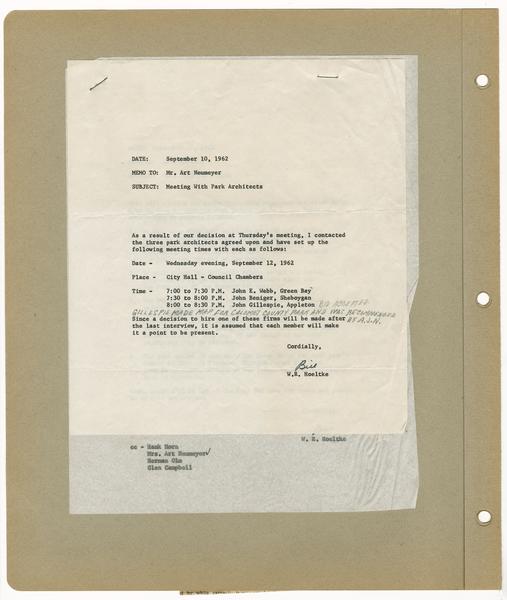 DATE: September 10, 1962
MEMO TO: Mr. Art Neumeyer
SUBJECT: Meeting With Park Architects
As a result of our decision at Thursday's meeting, I contacted
the three park architects agreed upon and have set up the
following meeting times with each as follows:
Date - Wednesday evening, September 12, 1962
Place - City Hall - Council Chambers
Time - 7:00 to 7:30 P.M. John E. Webb, Green Bay
7:30 to 8:00 P.M. John Beniger, Sheboygan
8:00 to 8:30 P.M. John Gillespie, Appleton DID
GILLESPIE MADE MAP FOR CALUMET COUNTY PARK AND WAS RECOMMENDED
Since a decision to hire one of these firms will be made after BY A.J.N.
the last interview, it is assumed that each member will make
it a point to be present.
Cordially,
Bill
W.E. Hoeltke
W. E. Hoeltke
cc - Hank Horn
Mrs. Art Neumeyer √
Herman Ohm
Glen Campbell